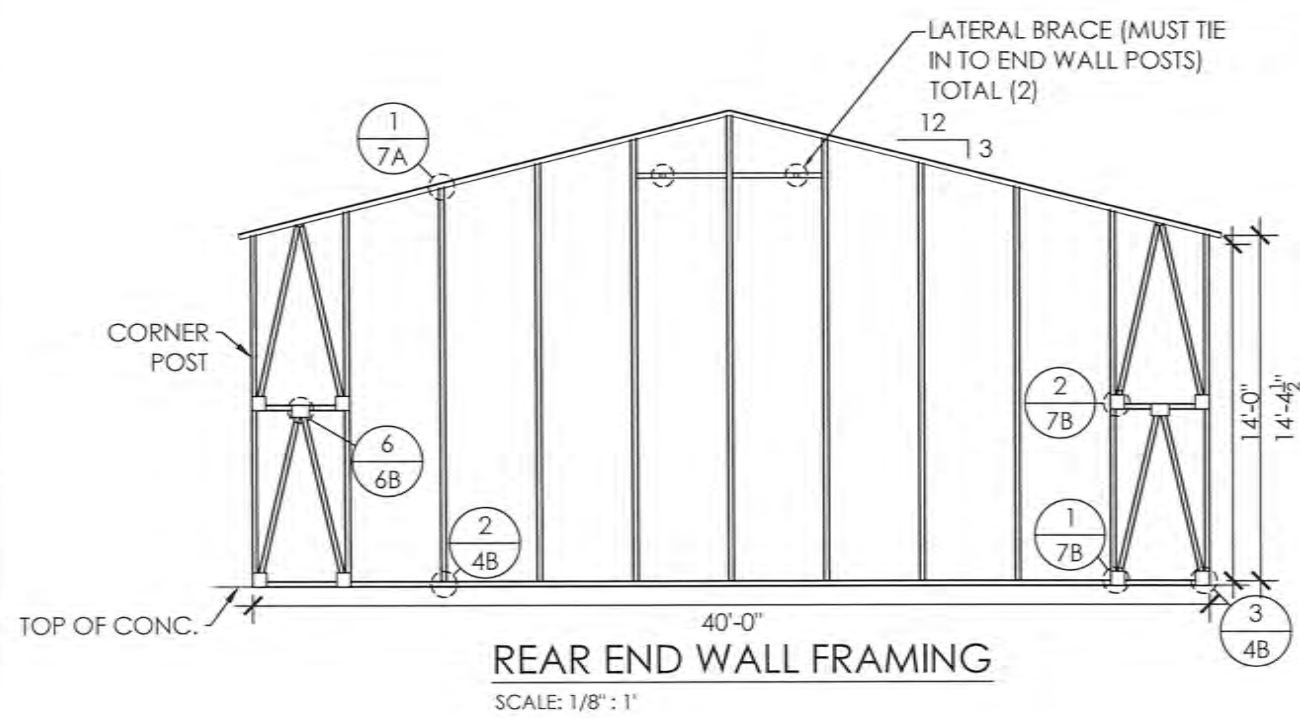 LATERAL BRACE (MUST TIE
IN TO END WALL POSTS)
TOTAL (2)
12
3
1
7A
CORNER
POST
2
7B
14'-0"
14'-4½"
6
6B
2
4B
1
7B
TOP OF CONC.
40'-0"
3
4B
REAR END WALL FRAMING
SCALE: 1/8" : 1'